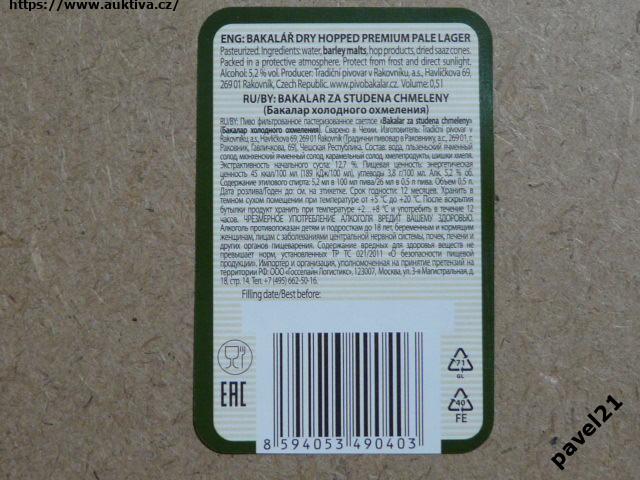 https://www.auktiva.cz/
ENG: BAKALÁŘ DRY HOPPED PREMIUM PALE LAGER
Pasteurized. Ingredients: water, barley malts, hop products, dried saaz cones.
Packed in a protective atmosphere. Protect from frost and direct sunlight.
Alcohol: 5,2 % vol. Producer: Tradiční pivovar v Rakovníku, a.s., Havlíčkova 69,
269 01 Rakovník, Czech Republic. www.pivobakalar.cz. Volume: 0,5 l
RU/BY: BAKALAR ZA STUDENA CHMELENY
(Бакалар холодного охмеления)
RU/BY: Пиво фильтрованное пастеризованное светлое «Bakalar za studena chmeleny»
(Бакалар холодного охмеления). Сварено в Чехии. Изготовитель: Tradiční pivovar v
Rakovníku, a.s., Havlíčkova 69, 269 01 Rakovník (Традични пивовар в Раковнику, а.с., 269 01, г.
Раковник, Гавличкова, 69), Чешская Республика. Состав: вода, пльзеньский ячменный
солод, мюнхенский ячменный солод, карамельный солод, хмелепродукты, шишки хмеля.
Экстрактивность начального сусла: 12.7 %. Пищевая ценность: энергетическая
ценность 45 ккал/100 мл (189 кДж/100 мл), углеводы 3,8 г/100 мл. Алк. 5,2 % об.
Содержание этилового спирта: 5,2 мл в 100 мл пива/26 мл в 0,5 л пива. Объем 0,5 л.
Дата розлива/Годен до: см. на этикетке. Срок годности: 12 месяцев. Хранить в
темном сухом помещении при температуре от +5 °C до +20 °C. После вскрытия
бутылки продукт хранить при температуре +2…+8 °C и употребить в течение 12
часов. ЧРЕЗМЕРНОЕ УПОТРЕБЛЕНИЕ АЛКОГОЛЯ ВРЕДИТ ВАШЕМУ ЗДОРОВЬЮ.
Алкоголь противопоказан детям и подросткам до 18 лет, беременным и кормящим
женщинам, лицам с заболеваниями центральной нервной системы, почек, печени и
других органов пищеварения. Содержание вредных для здоровья веществ не
превышает норм, установленных ТР ТС 021/2011 «О безопасности пищевой
продукции». Импортер и организация, уполномоченная на принятие претензий на
территории РФ: ООО «Госселайн Логистикс», 123007, Москва, ул. 3-я Магистральная, д.
18, стр. 14. Тел. +7 (495) 662-50-16.
Filling date/Best before:
71
GL
EAC
40
FE
8 594053 490403
pavel21